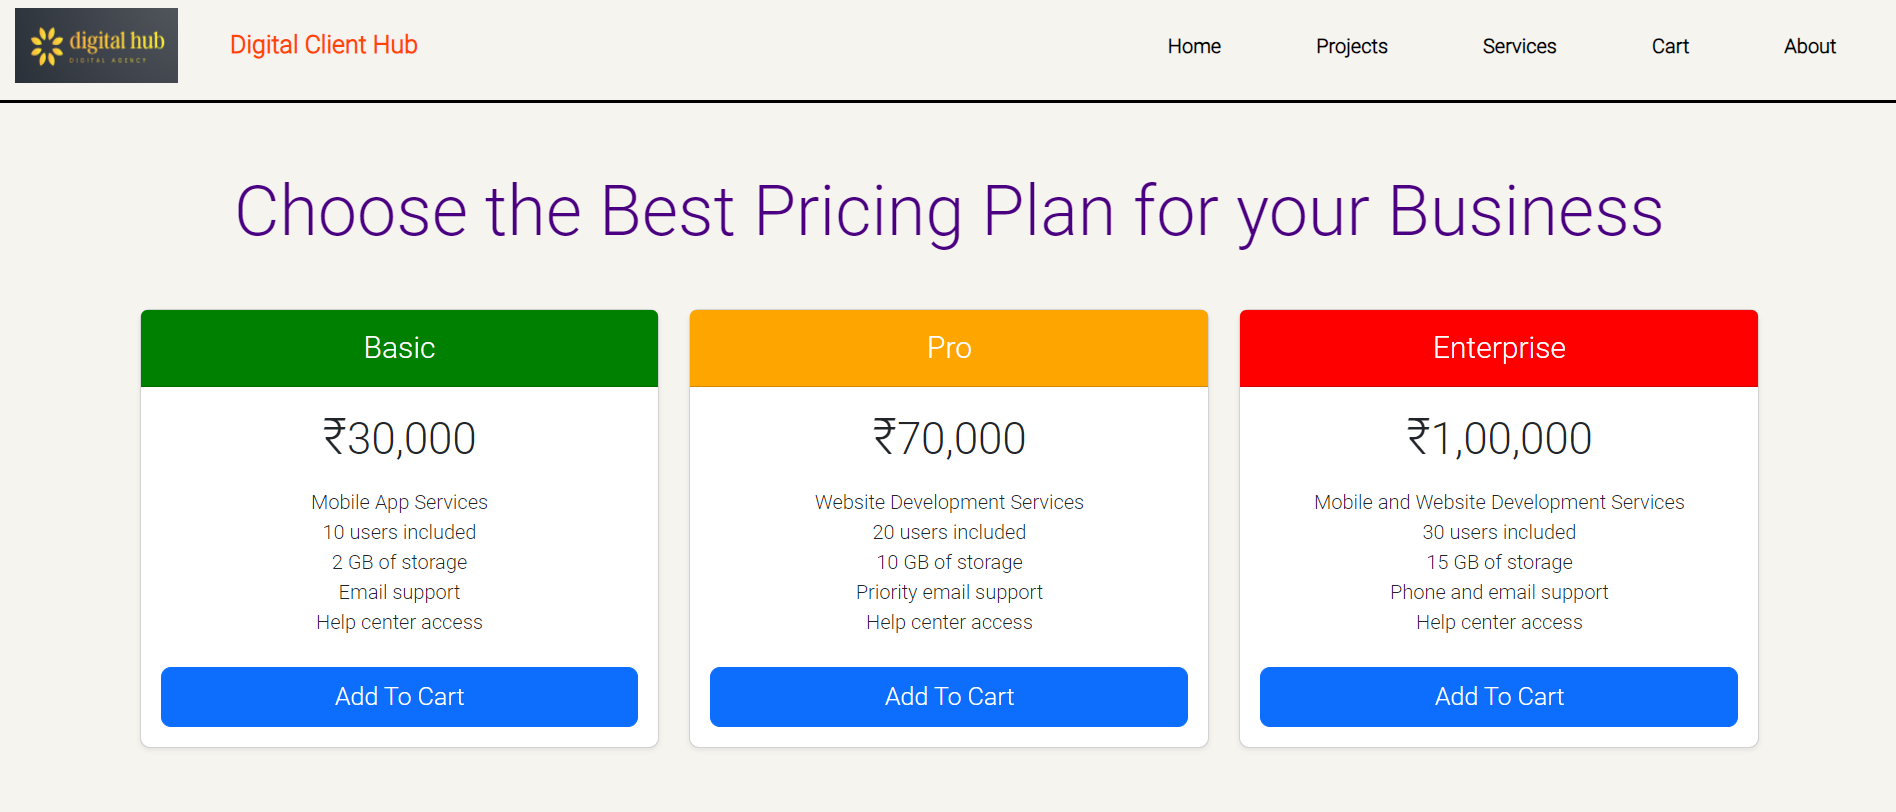 digital hub
DIGITAL AGENCY
Digital Client Hub
Home Projects Services Cart About
Choose the Best Pricing Plan for your Business
Basic
₹30,000
Mobile App Services
10 users included
2 GB of storage
Email support
Help center access
Add To Cart
Pro
₹70,000
Website Development Services
20 users included
10 GB of storage
Priority email support
Help center access
Add To Cart
Enterprise
₹1,00,000
Mobile and Website Development Services
30 users included
15 GB of storage
Phone and email support
Help center access
Add To Cart